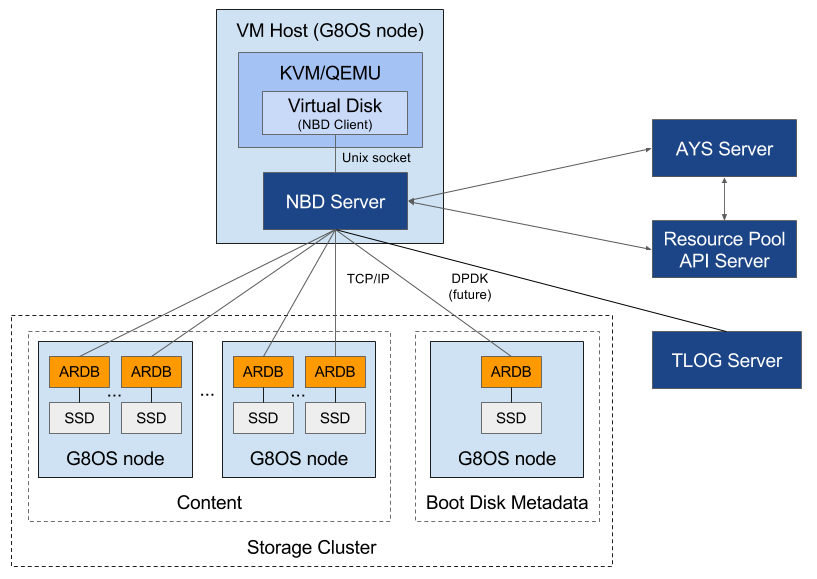 VM Host (G8OS node)
KVM/QEMU
Virtual Disk
(NBD Client)
Unix socket
NBD Server
AYS Server
Resource Pool
API Server
TCP/IP
DPDK
(future)
TLOG Server
ARDB
ARDB
ARDB
ARDB
ARDB
...
...
...
SSD
SSD
SSD
SSD
SSD
G8OS node
G8OS node
G8OS node
Content
Boot Disk Metadata
Storage Cluster